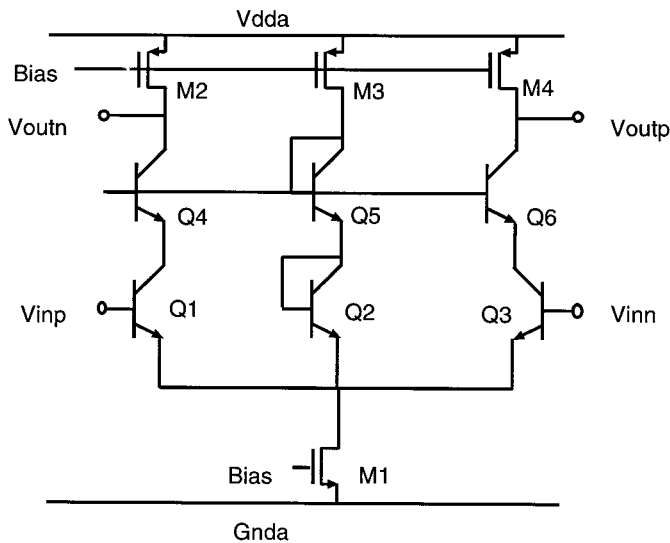 Vdda
Bias
M2
M3
M4
Voutn
Voutp
Q4
Q5
Q6
Vinp
Q1
Q2
Q3
Vinn
Bias
M1
Gnda